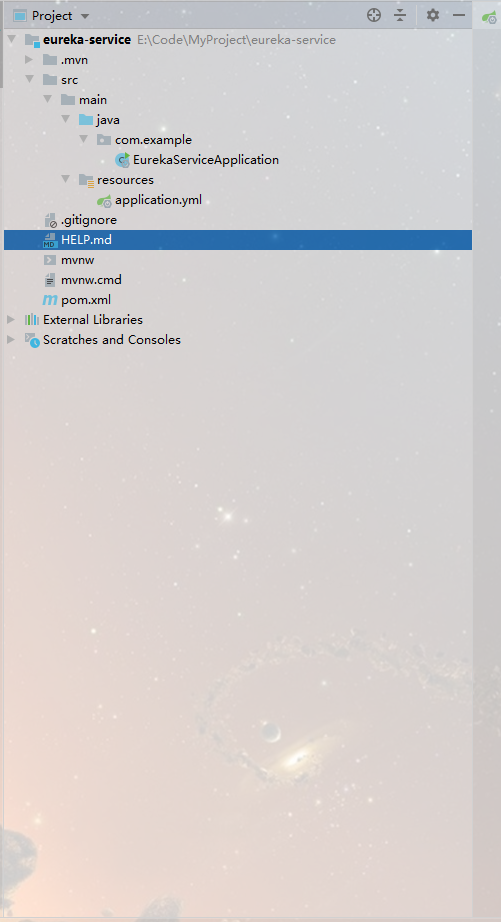 Project
eureka-service E:\Code\MyProject\eureka-service
.mvn
src
main
java
com.example
C EurekaServiceApplication
resources
application.yml
.gitignore
MD HELP.md
mvnw
mvnw.cmd
m pom.xml
External Libraries
Scratches and Consoles